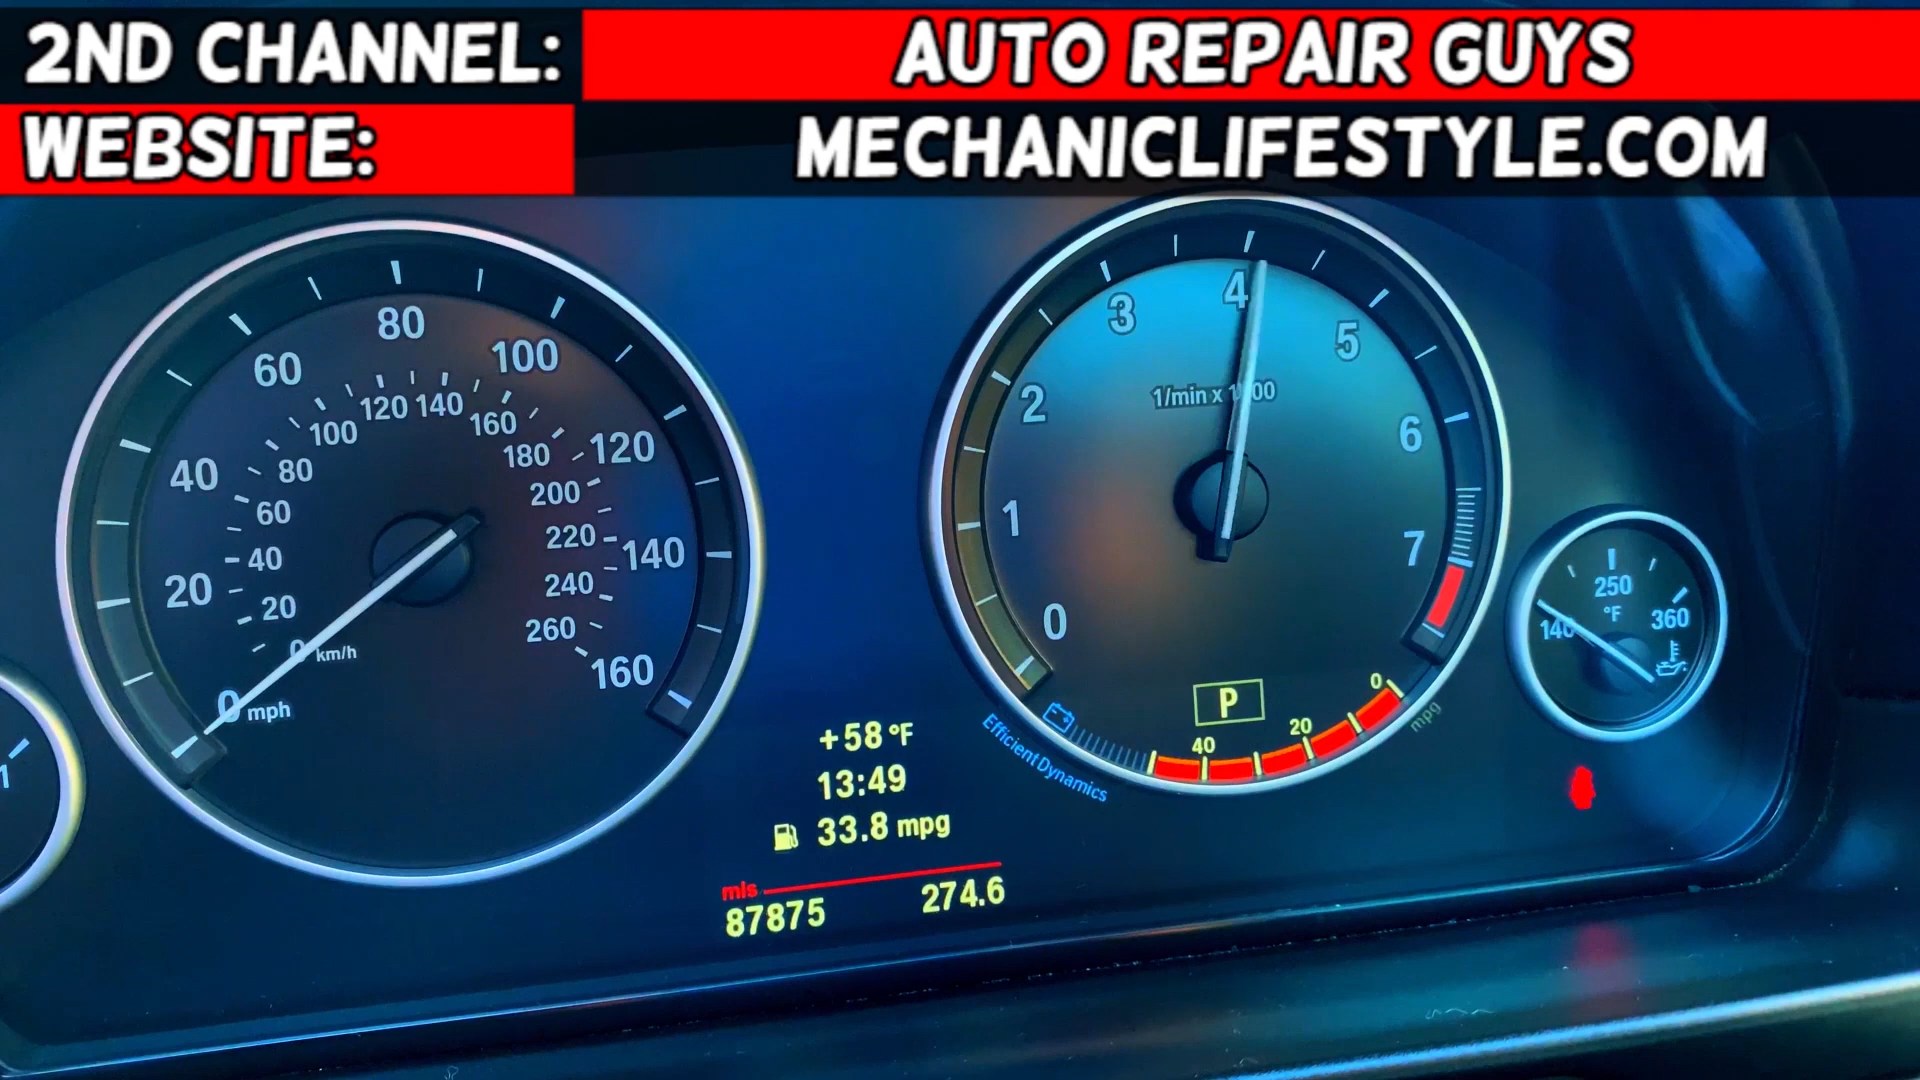 2ND CHANNEL: AUTO REPAIR GUYS
WEBSITE: MECHANICLIFESTYLE.COM
0 20 40 60 80 100 120 140 160
mph
0 20 40 60 80 100 120 140 160 180 200 220 240 260
km/h
0 1 2 3 4 5 6 7
P
40 20 0
mpg
EfficientDynamics
140 250 360
°F
1
+58 °F
13:49
33.8 mpg
mls
87875 274.6